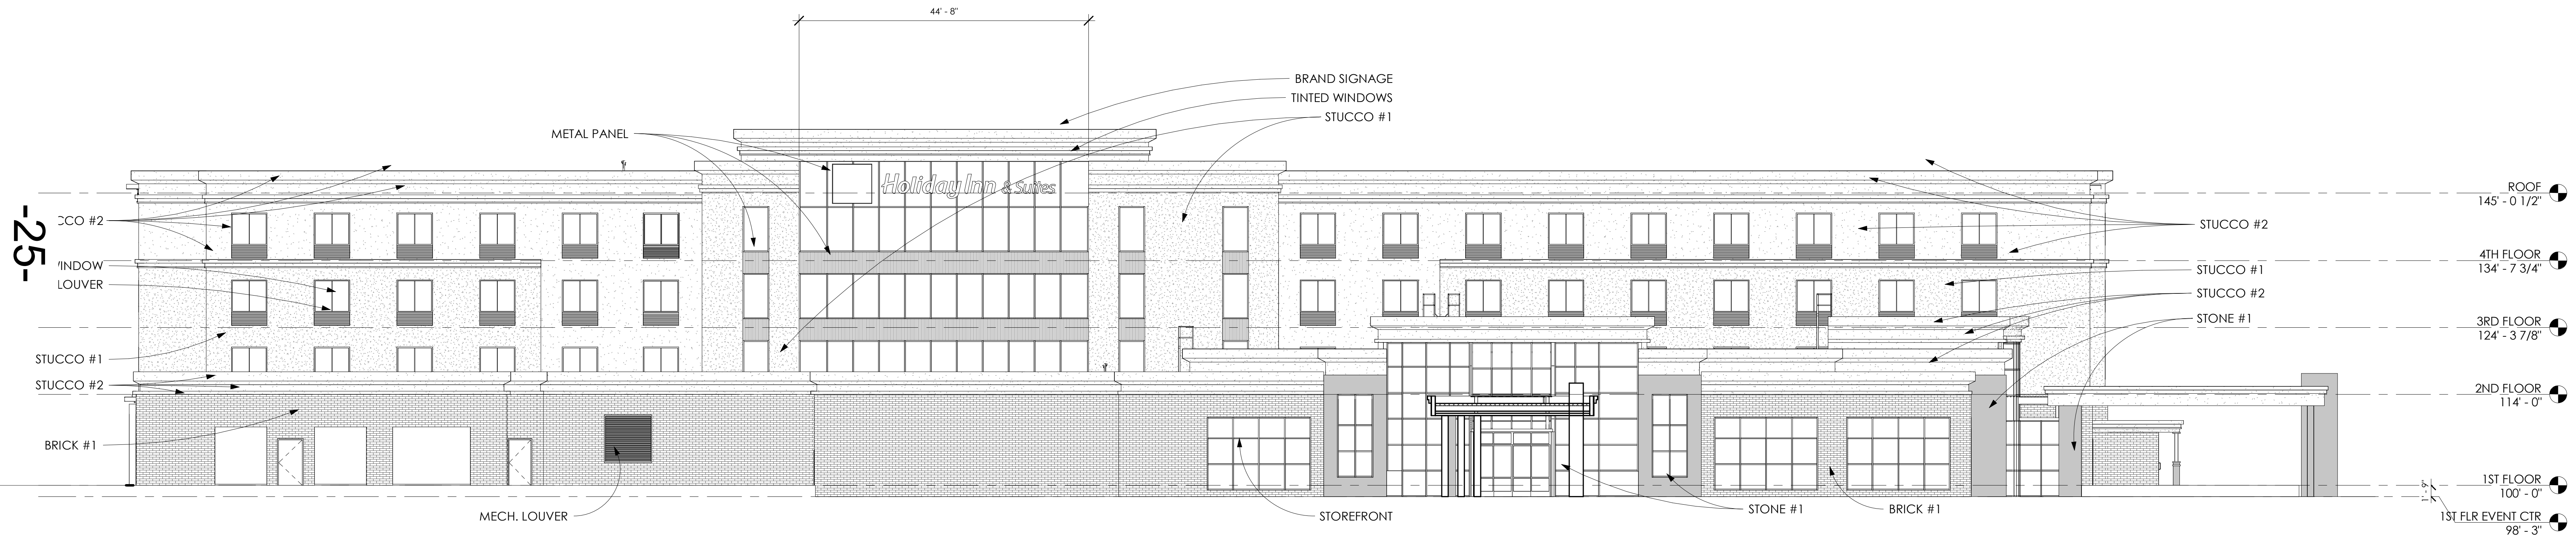 44' - 8"
BRAND SIGNAGE
TINTED WINDOWS
STUCCO #1
METAL PANEL
Holiday Inn & Suites
ROOF
145' - 0 1/2"
-25-
CCO #2
STUCCO #2
4TH FLOOR
134' - 7 3/4"
WINDOW
LOUVER
STUCCO #1
STUCCO #2
STONE #1
3RD FLOOR
124' - 3 7/8"
STUCCO #1
STUCCO #2
2ND FLOOR
114' - 0"
BRICK #1
1ST FLOOR
100' - 0"
1' - 9"
MECH. LOUVER
STOREFRONT
STONE #1
BRICK #1
1ST FLR EVENT CTR
98' - 3"